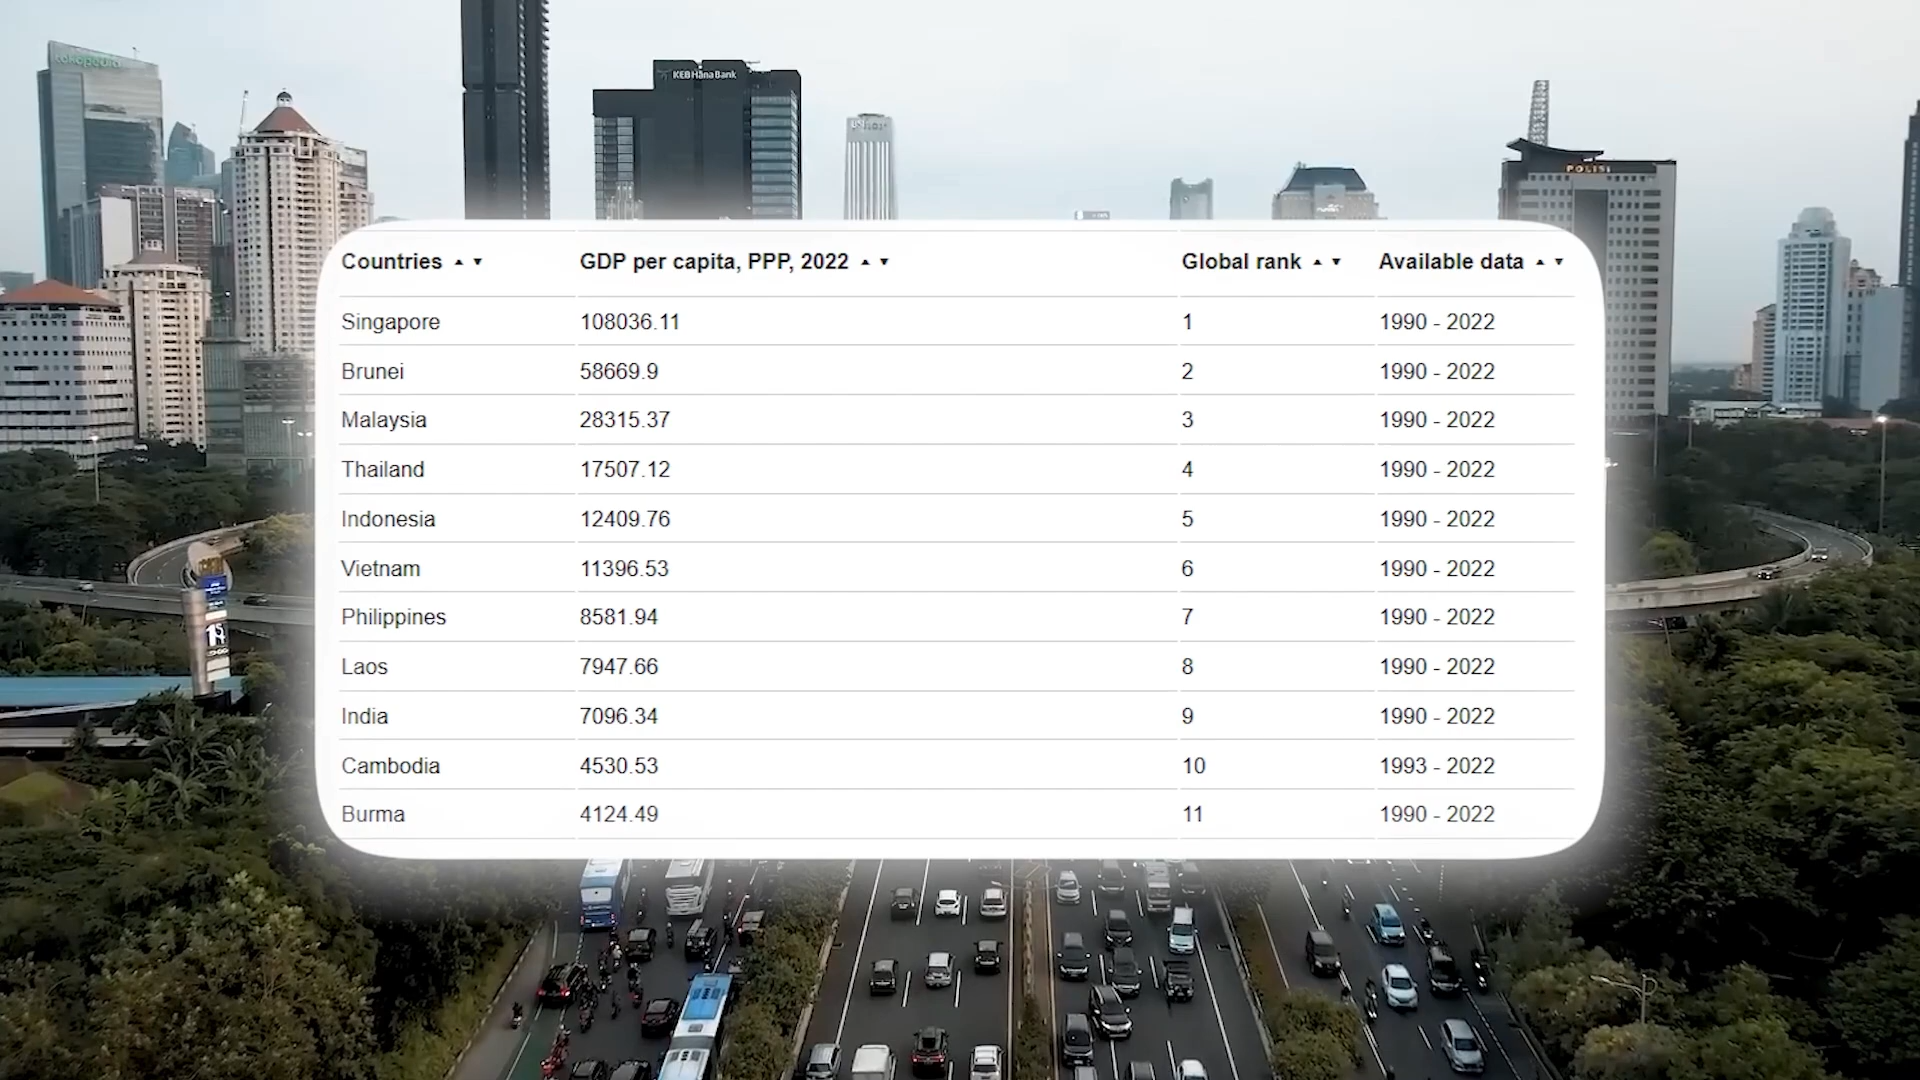 tokopedia
KEB Hana Bank
POLISI
Countries ▲ ▼ GDP per capita, PPP, 2022 ▲ ▼ Global rank ▲ ▼ Available data ▲ ▼
Singapore 108036.11 1 1990 - 2022
Brunei 58669.9 2 1990 - 2022
Malaysia 28315.37 3 1990 - 2022
Thailand 17507.12 4 1990 - 2022
Indonesia 12409.76 5 1990 - 2022
Vietnam 11396.53 6 1990 - 2022
Philippines 8581.94 7 1990 - 2022
Laos 7947.66 8 1990 - 2022
India 7096.34 9 1990 - 2022
Cambodia 4530.53 10 1993 - 2022
Burma 4124.49 11 1990 - 2022